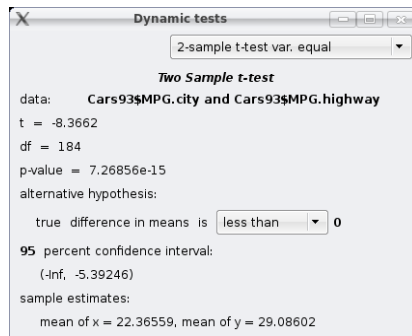 Dynamic tests
2-sample t-test var. equal
Two Sample t-test
data: Cars93$MPG.city and Cars93$MPG.highway
t = -8.3662
df = 184
p-value = 7.26856e-15
alternative hypothesis:
true difference in means is less than 0
95 percent confidence interval:
(-Inf, -5.39246)
sample estimates:
mean of x = 22.36559, mean of y = 29.08602